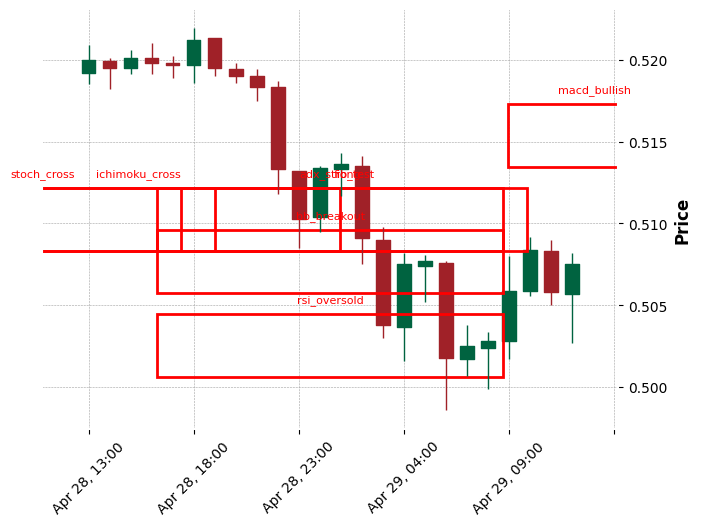 0.520
macd_bullish
0.515
stoch_cross
ichimoku_cross
0.510
Price
0.505
rsi_oversold
0.500
Apr 28, 13:00
Apr 28, 18:00
Apr 28, 23:00
Apr 29, 04:00
Apr 29, 09:00